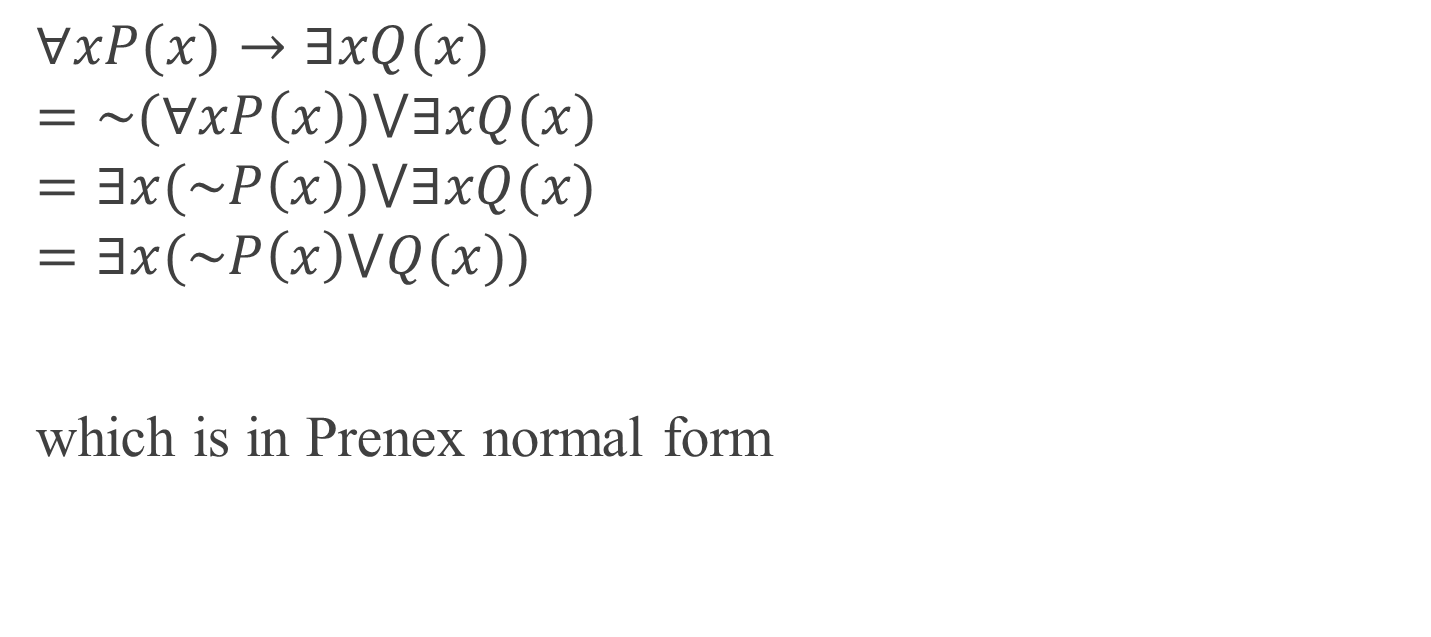 ∀xP(x) → ∃xQ(x)
= ~(∀xP(x))∨∃xQ(x)
= ∃x(~P(x))∨∃xQ(x)
= ∃x(~P(x)∨Q(x))
which is in Prenex normal form